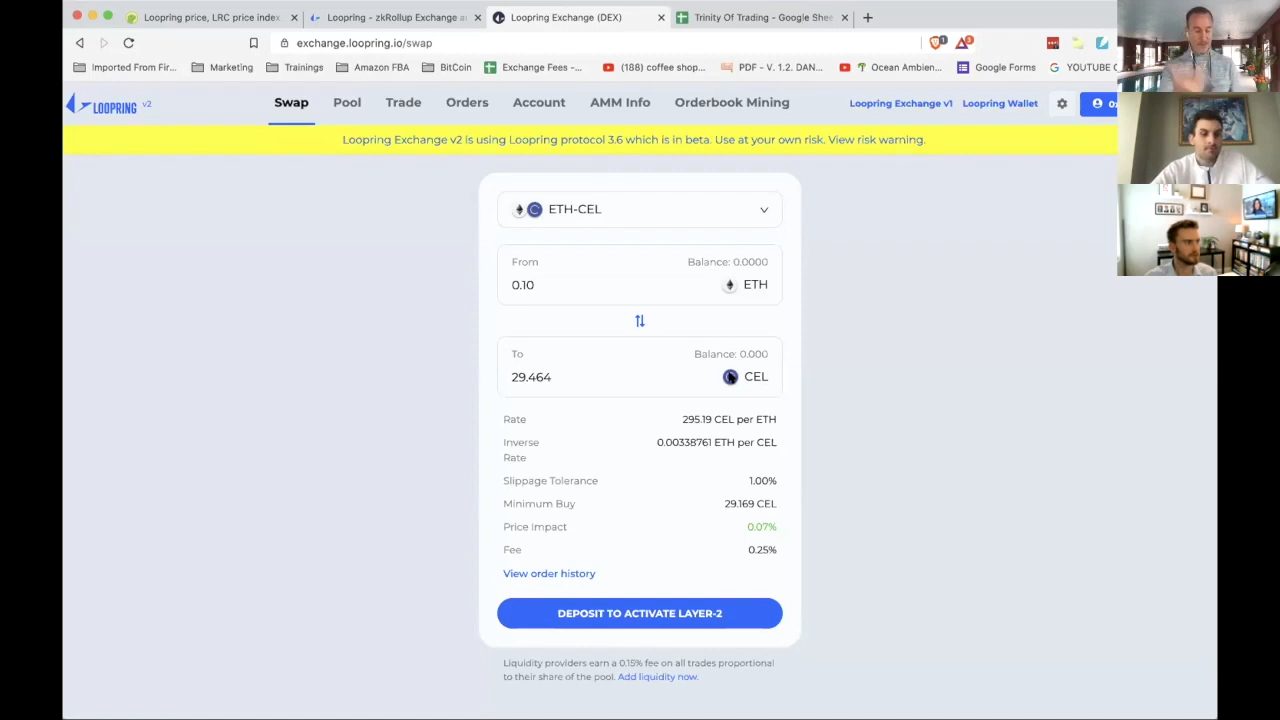 Loopring price, LRC price index
Loopring - zkRollup Exchange a
Loopring Exchange (DEX)
Trinity Of Trading - Google Shee
exchange.loopring.io/swap
1
3
Imported From Fir...
Marketing
Trainings
Amazon FBA
BitCoin
Exchange Fees -...
(188) coffee shop...
PDF - V. 1.2. DAN...
Ocean Ambien...
Google Forms
YOUTUBE
LOOPRING v2
Swap
Pool
Trade
Orders
Account
AMM Info
Orderbook Mining
Loopring Exchange v1
Loopring Wallet
Loopring Exchange v2 is using Loopring protocol 3.6 which is in beta. Use at your own risk. View risk warning.
ETH-CEL
From
Balance: 0.0000
0.10
ETH
To
Balance: 0.000
29.464
CEL
Rate
295.19 CEL per ETH
Inverse Rate
0.00338761 ETH per CEL
Slippage Tolerance
1.00%
Minimum Buy
29.169 CEL
Price Impact
0.07%
Fee
0.25%
View order history
DEPOSIT TO ACTIVATE LAYER-2
Liquidity providers earn a 0.15% fee on all trades proportional
to their share of the pool. Add liquidity now.